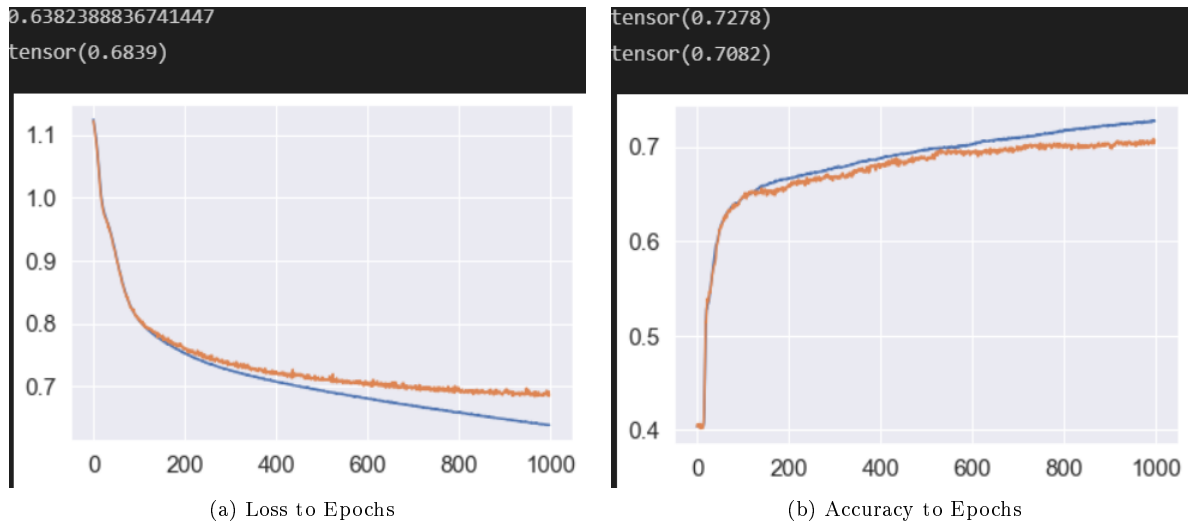 0.6382388836741447
tensor(0.6839)
1.1
1.0
0.9
0.8
0.7
0 200 400 600 800 1000
(a) Loss to Epochs
tensor(0.7278)
tensor(0.7082)
0.7
0.6
0.5
0.4
0 200 400 600 800 1000
(b) Accuracy to Epochs